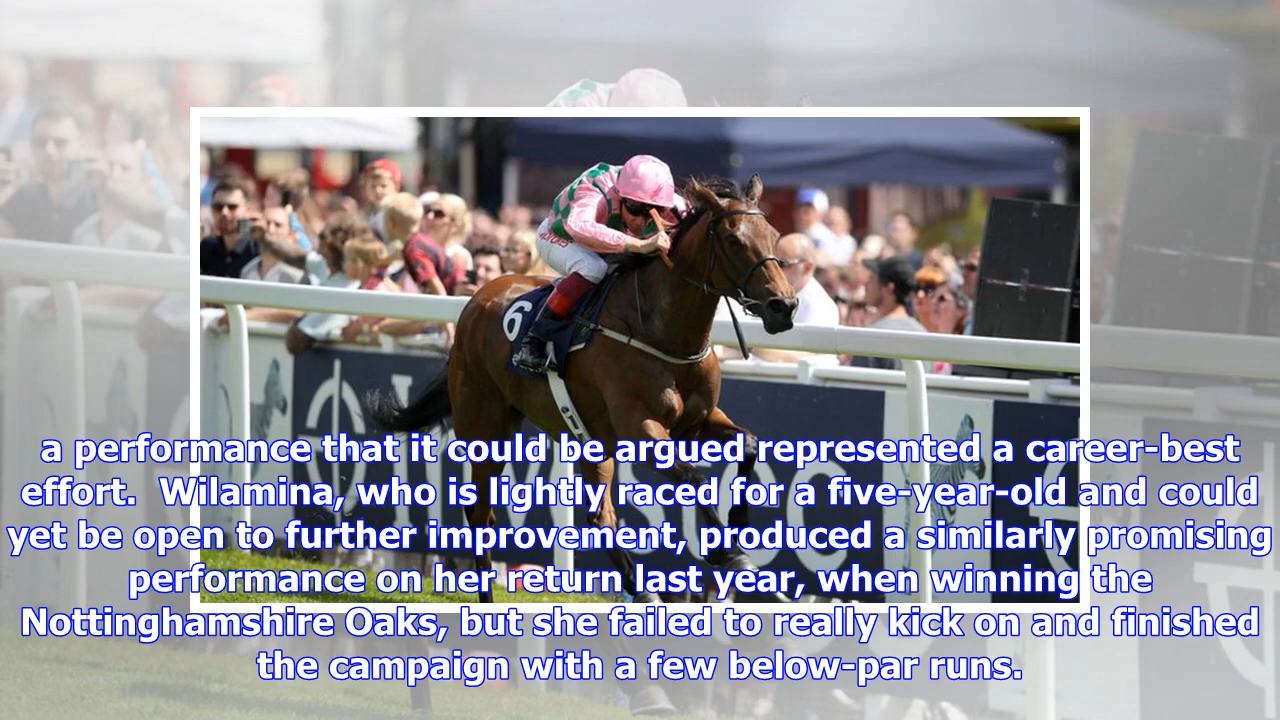 6
a performance that it could be argued represented a career-best
effort.  Wilamina, who is lightly raced for a five-year-old and could
yet be open to further improvement, produced a similarly promising
performance on her return last year, when winning the
Nottinghamshire Oaks, but she failed to really kick on and finished
the campaign with a few below-par runs.